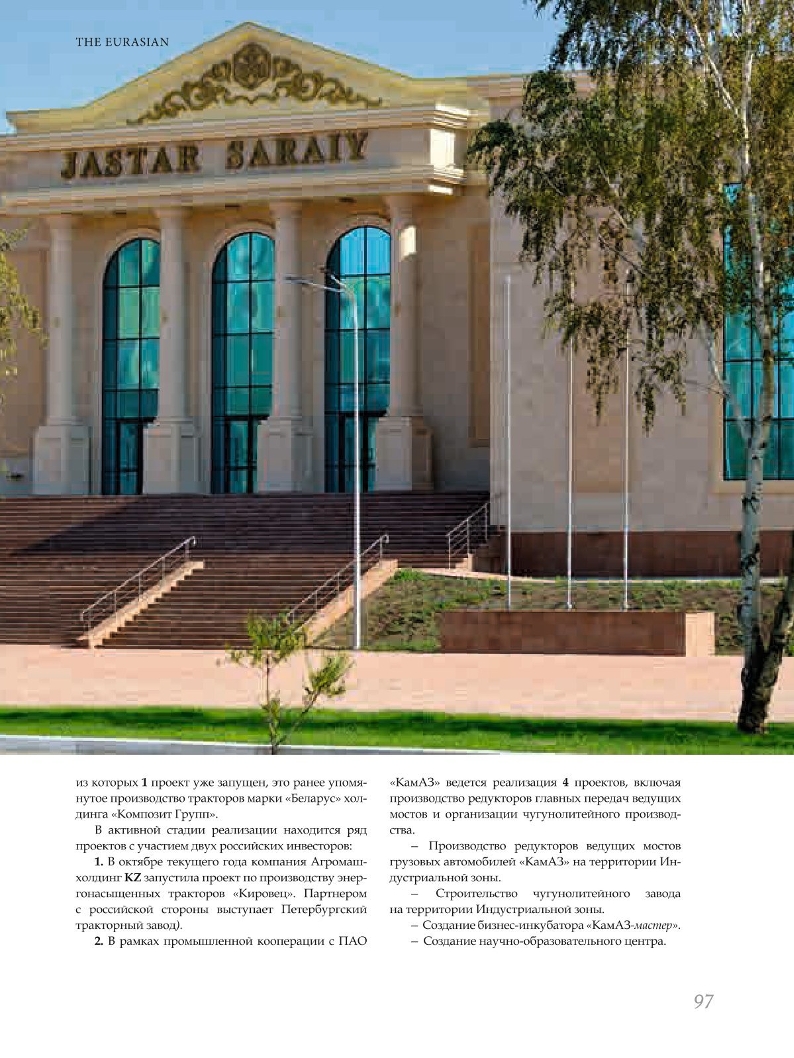 THE EURASIAN
JASTAR SARAIY
из которых 1 проект уже запущен, это ранее упомя-
нутое производство тракторов марки «Беларус» хол-
динга «Композит Групп».
В активной стадии реализации находится ряд
проектов с участием двух российских инвесторов:
1. В октябре текущего года компания Агромаш-
холдинг KZ запустила проект по производству энер-
гонасыщенных тракторов «Кировец». Партнером
с российской стороны выступает Петербургский
тракторный завод).
2. В рамках промышленной кооперации с ПАО
«КамАЗ» ведется реализация 4 проектов, включая
производство редукторов главных передач ведущих
мостов и организации чугунолитейного производ-
ства.
— Производство редукторов ведущих мостов
грузовых автомобилей «КамАЗ» на территории Ин-
дустриальной зоны.
— Строительство чугунолитейного завода
на территории Индустриальной зоны.
— Создание бизнес-инкубатора «КамАЗ-мастер».
— Создание научно-образовательного центра.
97